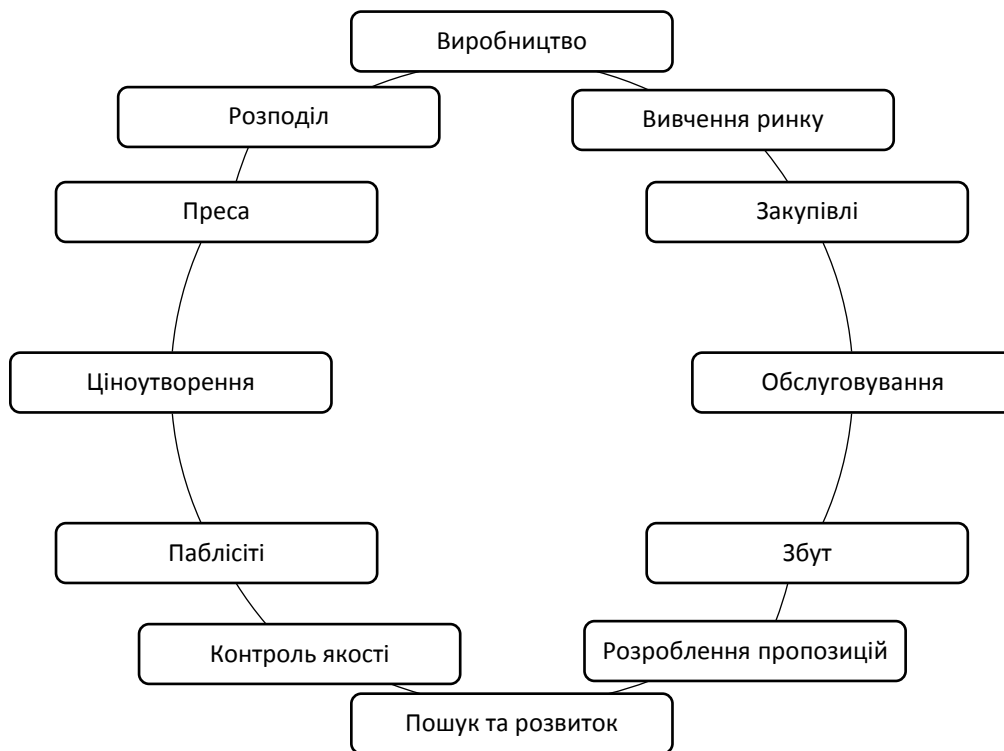 Виробництво
Розподіл
Вивчення ринку
Преса
Закупівлі
Ціноутворення
Обслуговування
Паблісіті
Збут
Контроль якості
Розроблення пропозицій
Пошук та розвиток